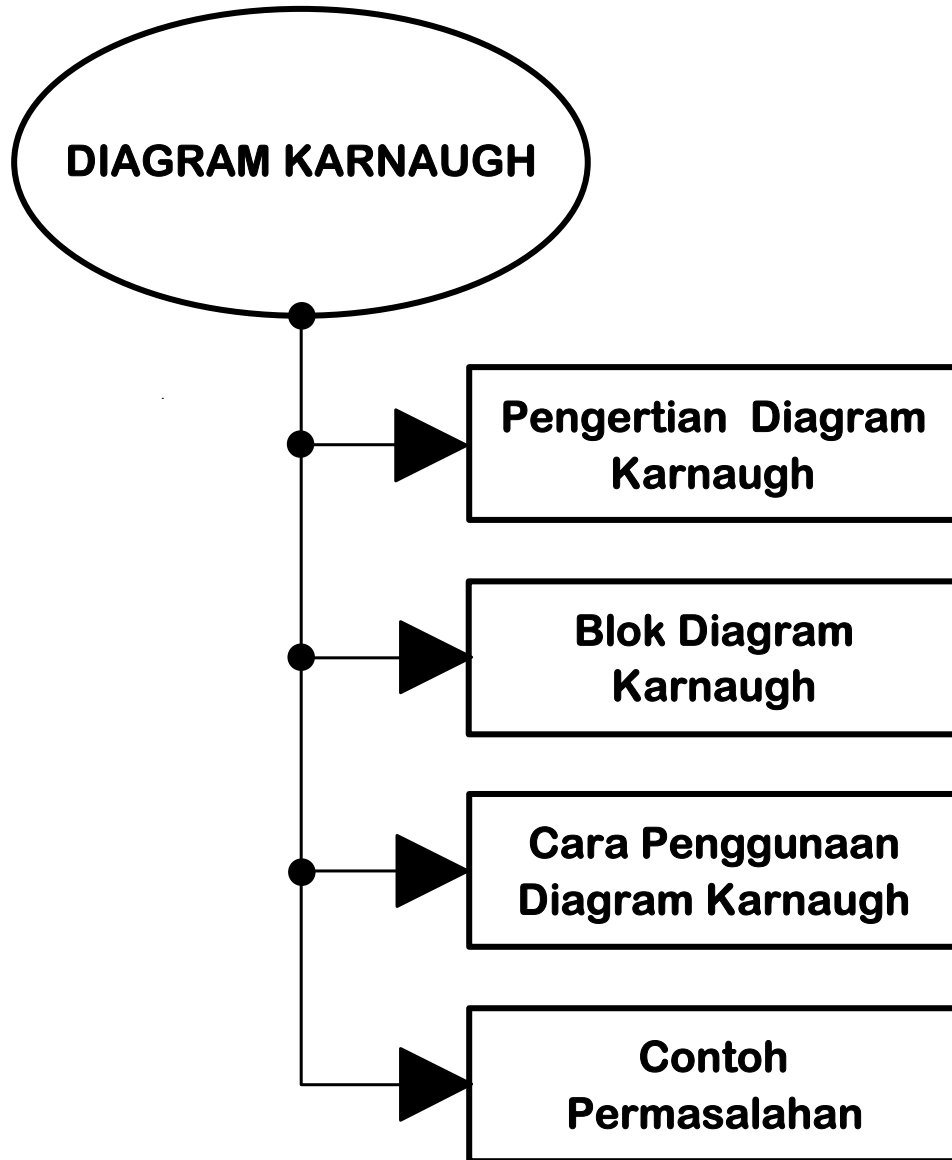 DIAGRAM KARNAUGH
Pengertian Diagram
Karnaugh
Blok Diagram
Karnaugh
Cara Penggunaan
Diagram Karnaugh
Contoh
Permasalahan